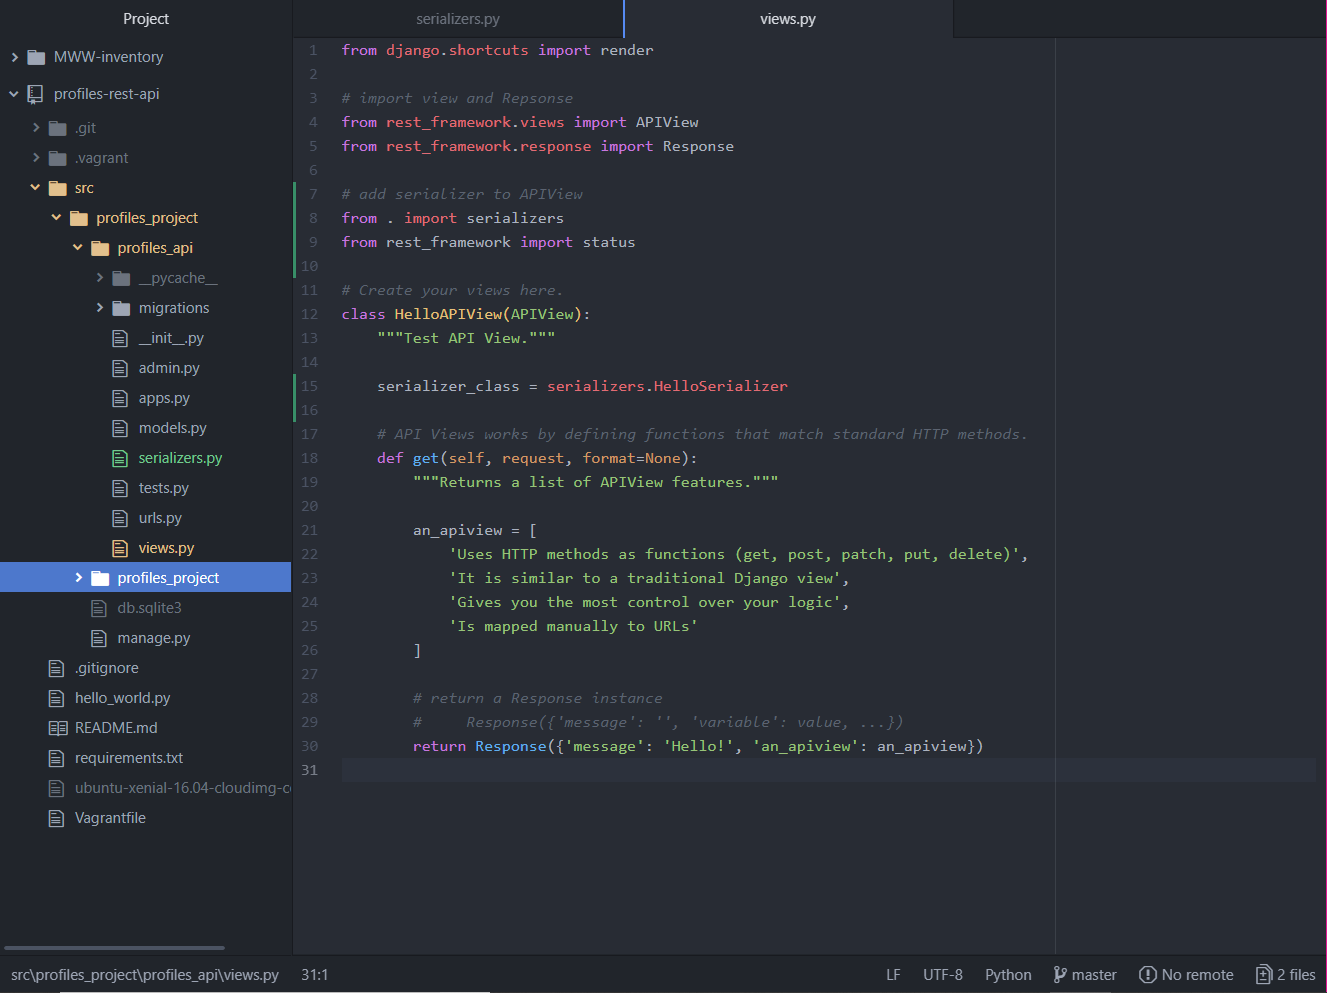 Project
MWW-inventory
profiles-rest-api
.git
.vagrant
src
profiles_project
profiles_api
__pycache__
migrations
__init__.py
admin.py
apps.py
models.py
serializers.py
tests.py
urls.py
views.py
profiles_project
db.sqlite3
manage.py
.gitignore
hello_world.py
README.md
requirements.txt
ubuntu-xenial-16.04-cloudimg-c
Vagrantfile
serializers.py
views.py
1 from django.shortcuts import render
2
3 # import view and Repsonse
4 from rest_framework.views import APIView
5 from rest_framework.response import Response
6
7 # add serializer to APIView
8 from . import serializers
9 from rest_framework import status
10
11 # Create your views here.
12 class HelloAPIView(APIView):
13     """Test API View."""
14
15     serializer_class = serializers.HelloSerializer
16
17     # API Views works by defining functions that match standard HTTP methods.
18     def get(self, request, format=None):
19         """Returns a list of APIView features."""
20
21         an_apiview = [
22             'Uses HTTP methods as functions (get, post, patch, put, delete)',
23             'It is similar to a traditional Django view',
24             'Gives you the most control over your logic',
25             'Is mapped manually to URLs'
26         ]
27
28         # return a Response instance
29         #     Response({'message': '', 'variable': value, ...})
30         return Response({'message': 'Hello!', 'an_apiview': an_apiview})
31
src\profiles_project\profiles_api\views.py 31:1 LF UTF-8 Python master No remote 2 files